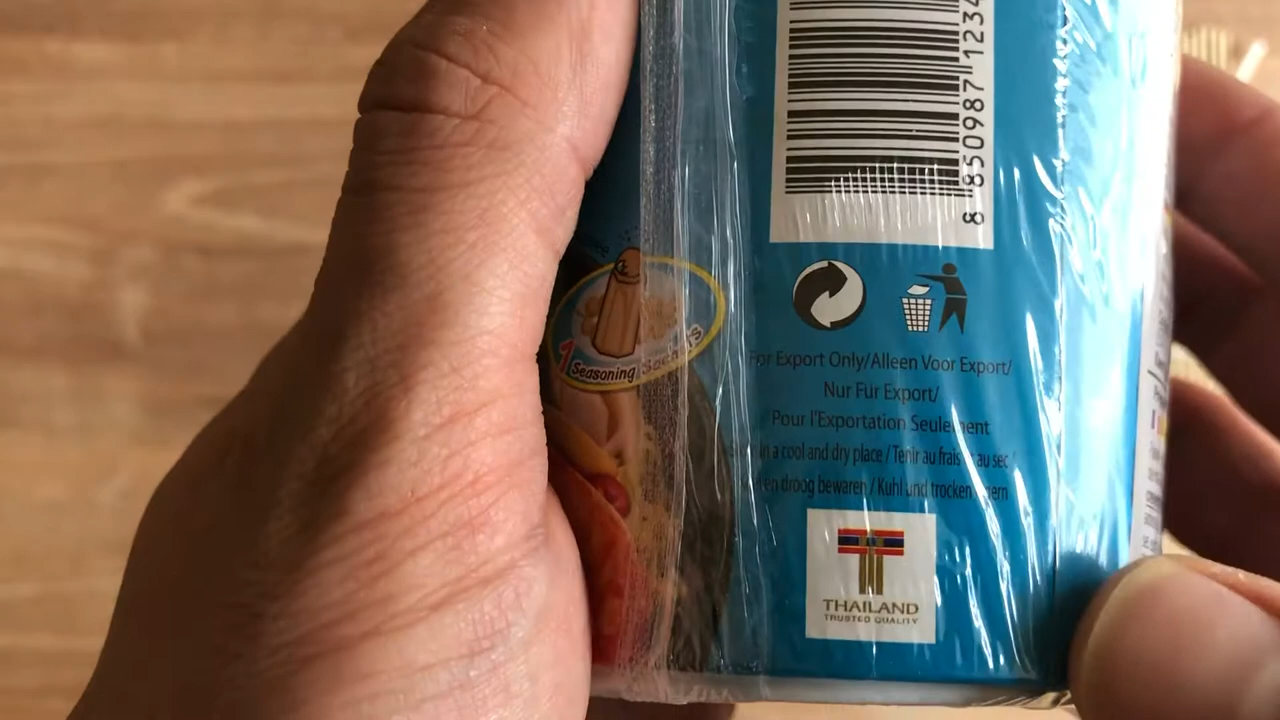 8 850987 1234
1 Seasoning Sachets
For Export Only/Alleen Voor Export/
Nur Für Export/
Pour l'Exportation Seulement
in a cool and dry place / Tenir au frais et au sec
en droog bewaren / Kuhl und trocken
THAILAND
TRUSTED QUALITY